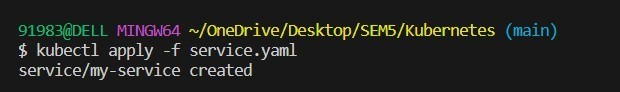 91983@DELL MINGW64 ~/OneDrive/Desktop/SEM5/Kubernetes (main)
$ kubectl apply -f service.yaml
service/my-service created